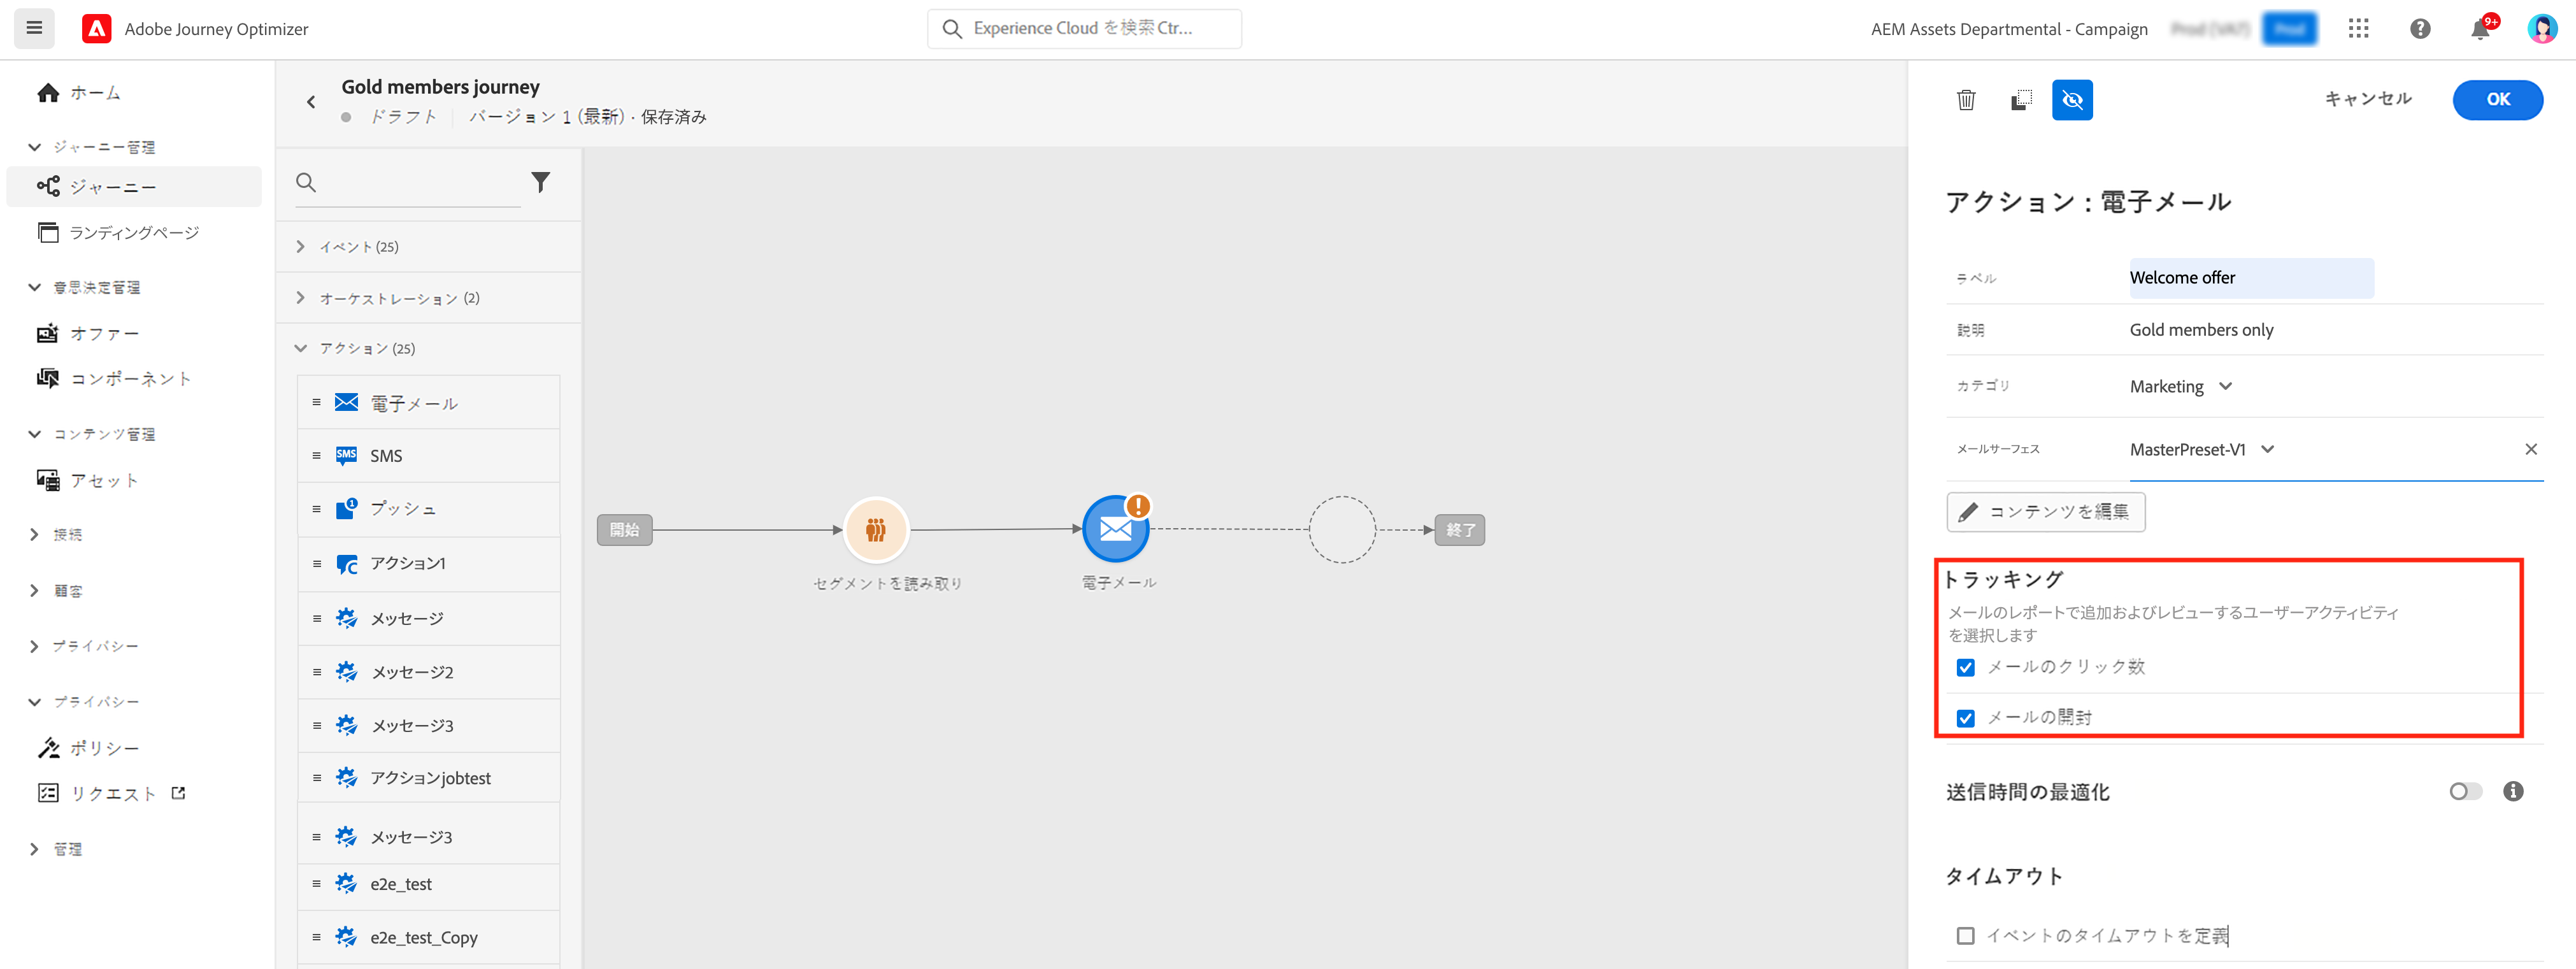 Adobe Journey Optimizer
Experience Cloud を検索 Ctr...
AEM Assets Departmental - Campaign
9+
ホーム
ジャーニー管理
ジャーニー
ランディングページ
意思決定管理
オファー
コンポーネント
コンテンツ管理
アセット
接続
顧客
プライバシー
プライバシー
ポリシー
リクエスト
管理
Gold members journey
ドラフト
バージョン 1 (最新) · 保存済み
イベント (25)
オーケストレーション (2)
アクション (25)
電子メール
SMS
SMS
プッシュ
アクション1
メッセージ
メッセージ2
メッセージ3
アクションjobtest
メッセージ3
e2e_test
e2e_test_Copy
開始
セグメントを読み取り
電子メール
終了
キャンセル
OK
アクション : 電子メール
ラベル
Welcome offer
説明
Gold members only
カテゴリ
Marketing
メールサーフェス
MasterPreset-V1
コンテンツを編集
トラッキング
メールのレポートで追加およびレビューするユーザーアクティビティ
を選択します
メールのクリック数
メールの開封
送信時間の最適化
タイムアウト
イベントのタイムアウトを定義